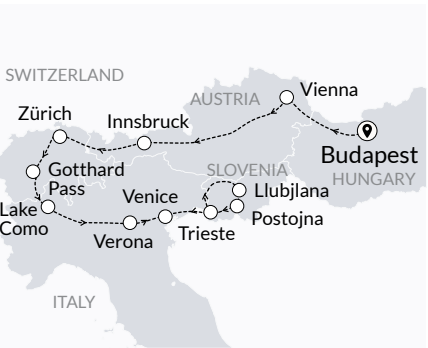 SWITZERLAND
Vienna
AUSTRIA
Zürich
Innsbruck
Budapest
Gotthard
Pass
SLOVENIA
HUNGARY
Venice
Llubjlana
Lake
Como
Postojna
Verona
Trieste
ITALY